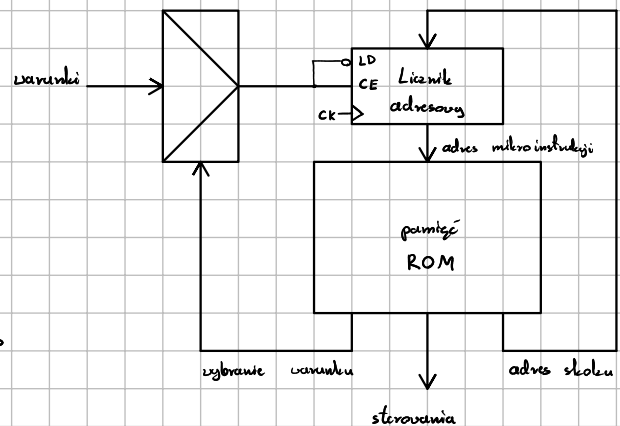 warunki
LD
CE
CK
Licznik
adresowy
adres mikroinstrukcji
pamięć
ROM
wybranie warunku
adres skoku
sterowania